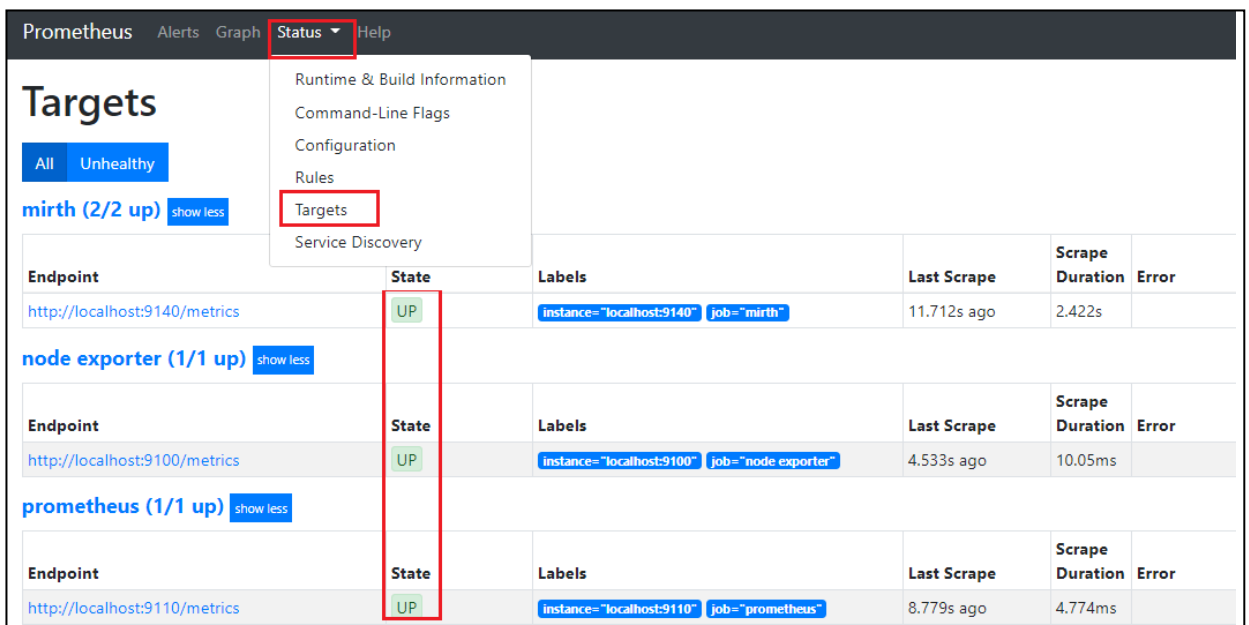 Prometheus Alerts Graph Status Help
Runtime & Build Information
Command-Line Flags
Configuration
Rules
Targets
Service Discovery
Targets
All Unhealthy
mirth (2/2 up) show less
Endpoint State Labels Last Scrape Scrape Duration Error
http://localhost:9140/metrics UP instance="localhost:9140" job="mirth" 11.712s ago 2.422s
node exporter (1/1 up) show less
Endpoint State Labels Last Scrape Scrape Duration Error
http://localhost:9100/metrics UP instance="localhost:9100" job="node exporter" 4.533s ago 10.05ms
prometheus (1/1 up) show less
Endpoint State Labels Last Scrape Scrape Duration Error
http://localhost:9110/metrics UP instance="localhost:9110" job="prometheus" 8.779s ago 4.774ms